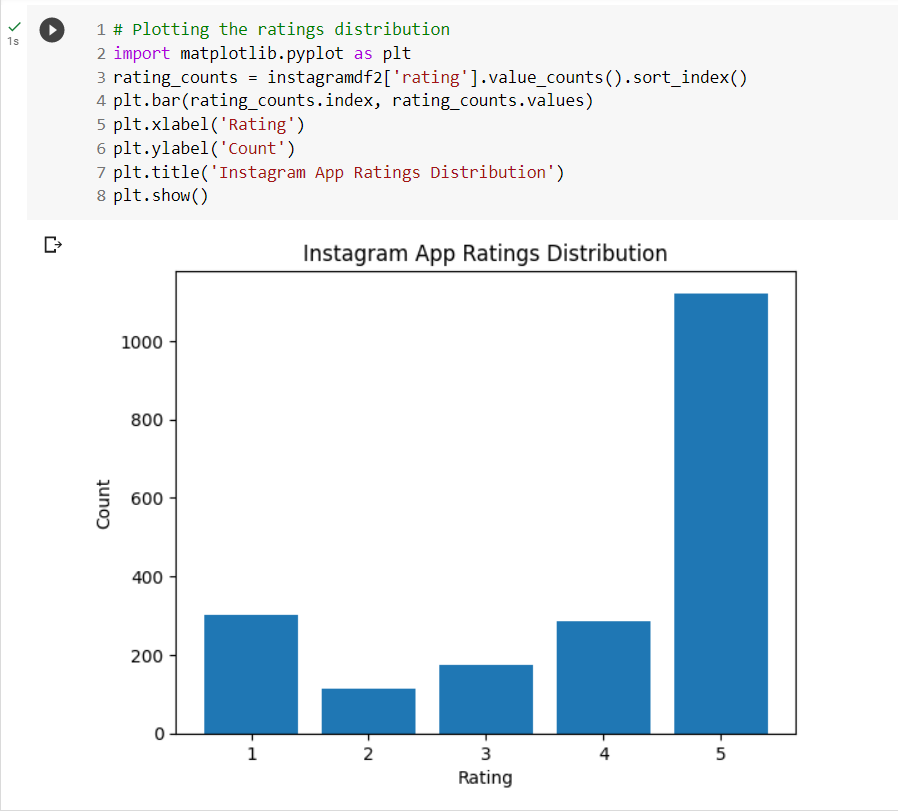 1s
1 # Plotting the ratings distribution
2 import matplotlib.pyplot as plt
3 rating_counts = instagramdf2['rating'].value_counts().sort_index()
4 plt.bar(rating_counts.index, rating_counts.values)
5 plt.xlabel('Rating')
6 plt.ylabel('Count')
7 plt.title('Instagram App Ratings Distribution')
8 plt.show()
Instagram App Ratings Distribution
1000
800
Count
600
400
200
0
1 2 3 4 5
Rating